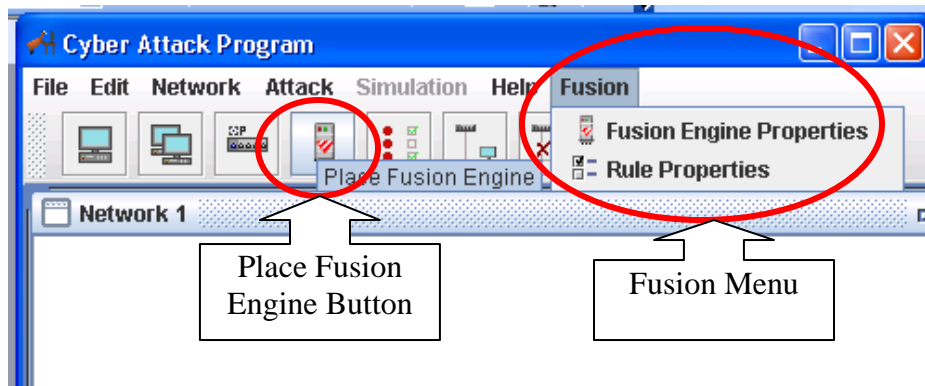 Cyber Attack Program
File Edit Network Attack Simulation Help Fusion
Fusion Engine Properties
Place Fusion Engine
Rule Properties
Network 1
Place Fusion
Engine Button
Fusion Menu